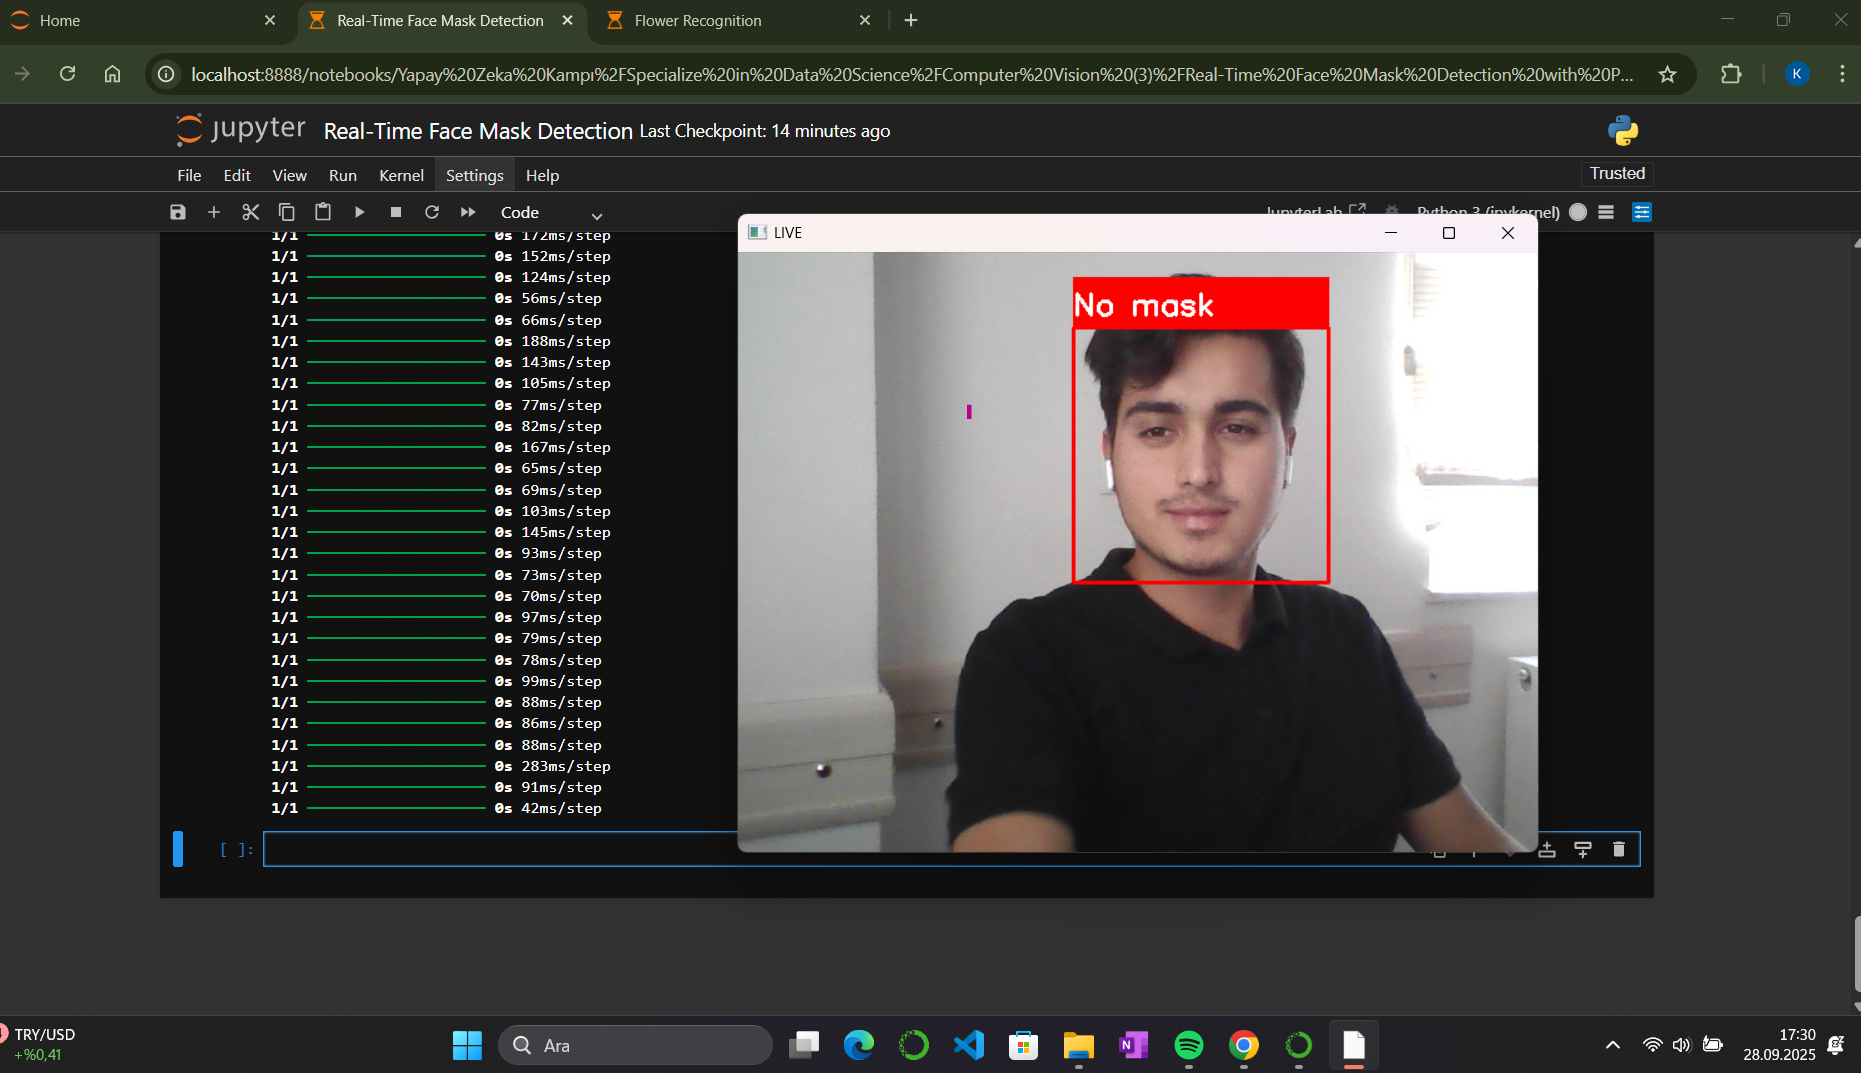 Home
Real-Time Face Mask Detection
Flower Recognition
localhost:8888/notebooks/Yapay%20Zeka%20Kampı%2FSpecialize%20in%20Data%20Science%2FComputer%20Vision%20(3)%2FReal-Time%20Face%20Mask%20Detection%20with%20P...
K
jupyter Real-Time Face Mask Detection Last Checkpoint: 14 minutes ago
File Edit View Run Kernel Settings Help
Trusted
Code
JupyterLab
Python 3 (ipykernel)
1/1 0s 172ms/step
1/1 0s 152ms/step
1/1 0s 124ms/step
1/1 0s 56ms/step
1/1 0s 66ms/step
1/1 0s 188ms/step
1/1 0s 143ms/step
1/1 0s 105ms/step
1/1 0s 77ms/step
1/1 0s 82ms/step
1/1 0s 167ms/step
1/1 0s 65ms/step
1/1 0s 69ms/step
1/1 0s 103ms/step
1/1 0s 145ms/step
1/1 0s 93ms/step
1/1 0s 73ms/step
1/1 0s 70ms/step
1/1 0s 97ms/step
1/1 0s 79ms/step
1/1 0s 78ms/step
1/1 0s 99ms/step
1/1 0s 88ms/step
1/1 0s 86ms/step
1/1 0s 88ms/step
1/1 0s 283ms/step
1/1 0s 91ms/step
1/1 0s 42ms/step
[ ]:
LIVE
No mask
TRY/USD
+%0,41
Ara
N
17:30
28.09.2025